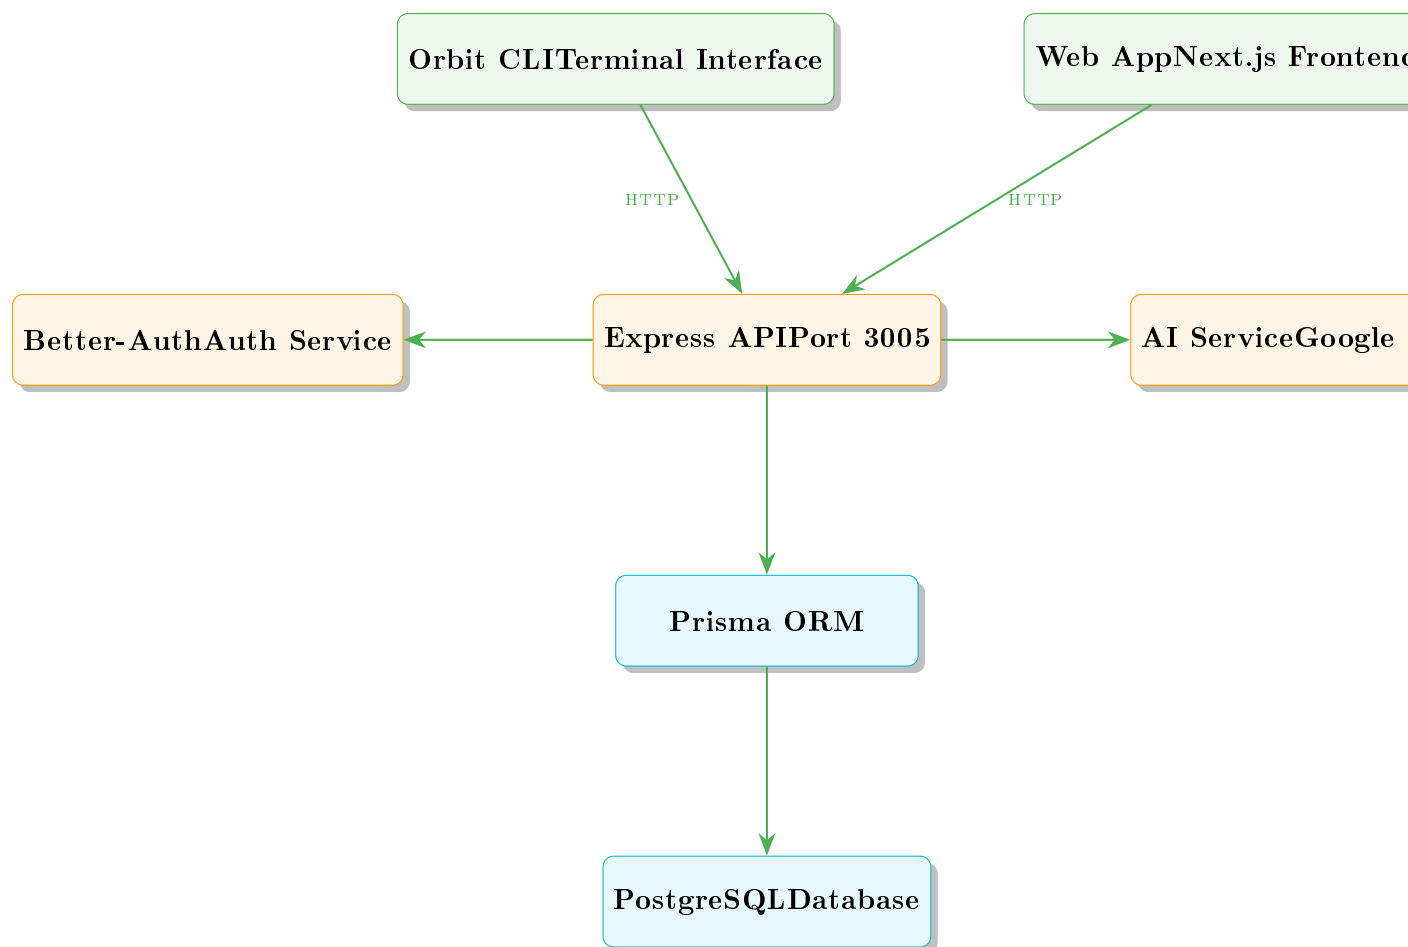 Orbit CLITerminal Interface
Web AppNext.js Fronten
HTTP
HTTP
Better-AuthAuth Service
Express APIPort 3005
AI ServiceGoogle
Prisma ORM
PostgreSQLDatabase